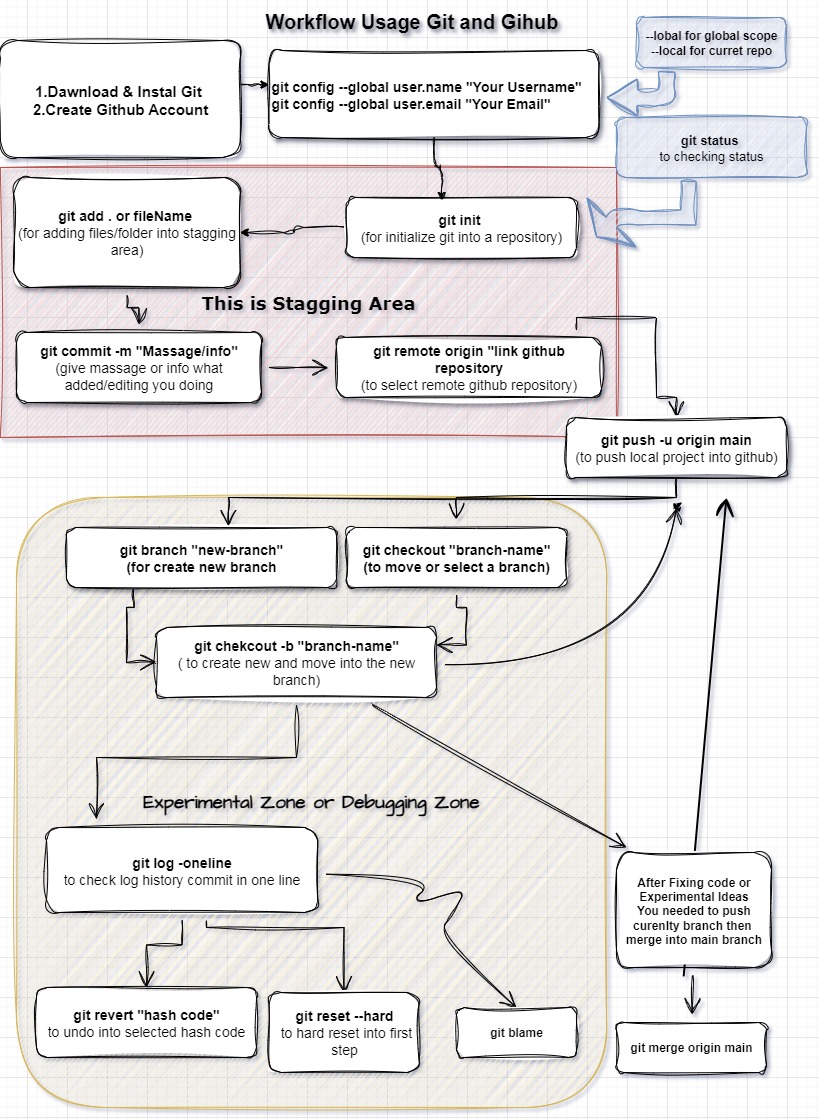 Workflow Usage Git and Gihub
--lobal for global scope
--local for curret repo
1.Dawnload & Instal Git
2.Create Github Account
git config --global user.name "Your Username"
git config --global user.email "Your Email"
git status
to checking status
git add . or fileName
(for adding files/folder into stagging
area)
git init
(for initialize git into a repository)
This is Stagging Area
git commit -m "Massage/info"
(give massage or info what
added/editing you doing
git remote origin "link github
repository
(to select remote github repository)
git push -u origin main
(to push local project into github)
git branch "new-branch"
(for create new branch
git checkout "branch-name"
(to move or select a branch)
git chekcout -b "branch-name"
( to create new and move into the new
branch)
Experimental Zone or Debugging Zone
git log -oneline
to check log history commit in one line
After Fixing code or
Experimental Ideas
You needed to push
curenlty branch then
merge into main branch
git revert "hash code"
to undo into selected hash code
git reset --hard
to hard reset into first
step
git blame
git merge origin main